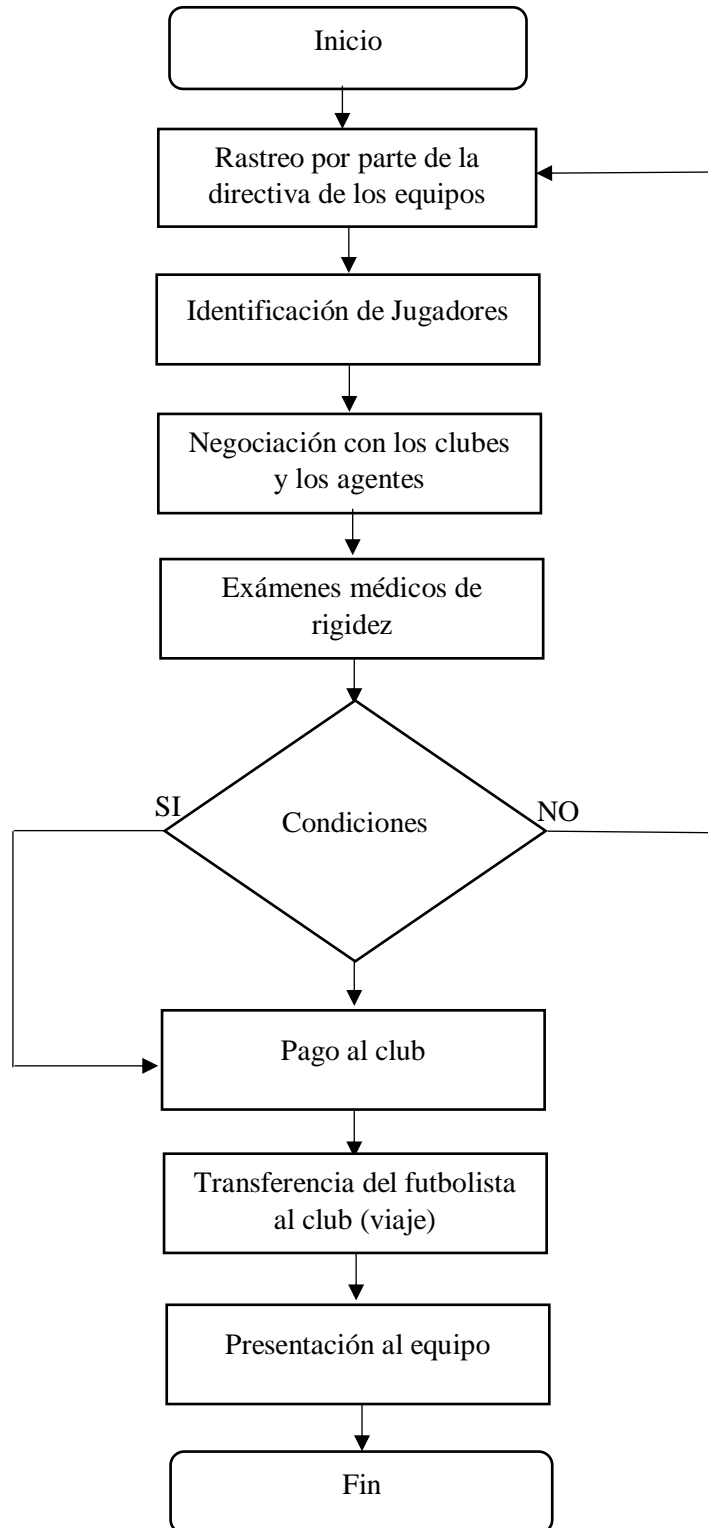 Inicio
Rastreo por parte de la
directiva de los equipos
Identificación de Jugadores
Negociación con los clubes
y los agentes
Exámenes médicos de
rigidez
SI
Condiciones
NO
Pago al club
Transferencia del futbolista
al club (viaje)
Presentación al equipo
Fin